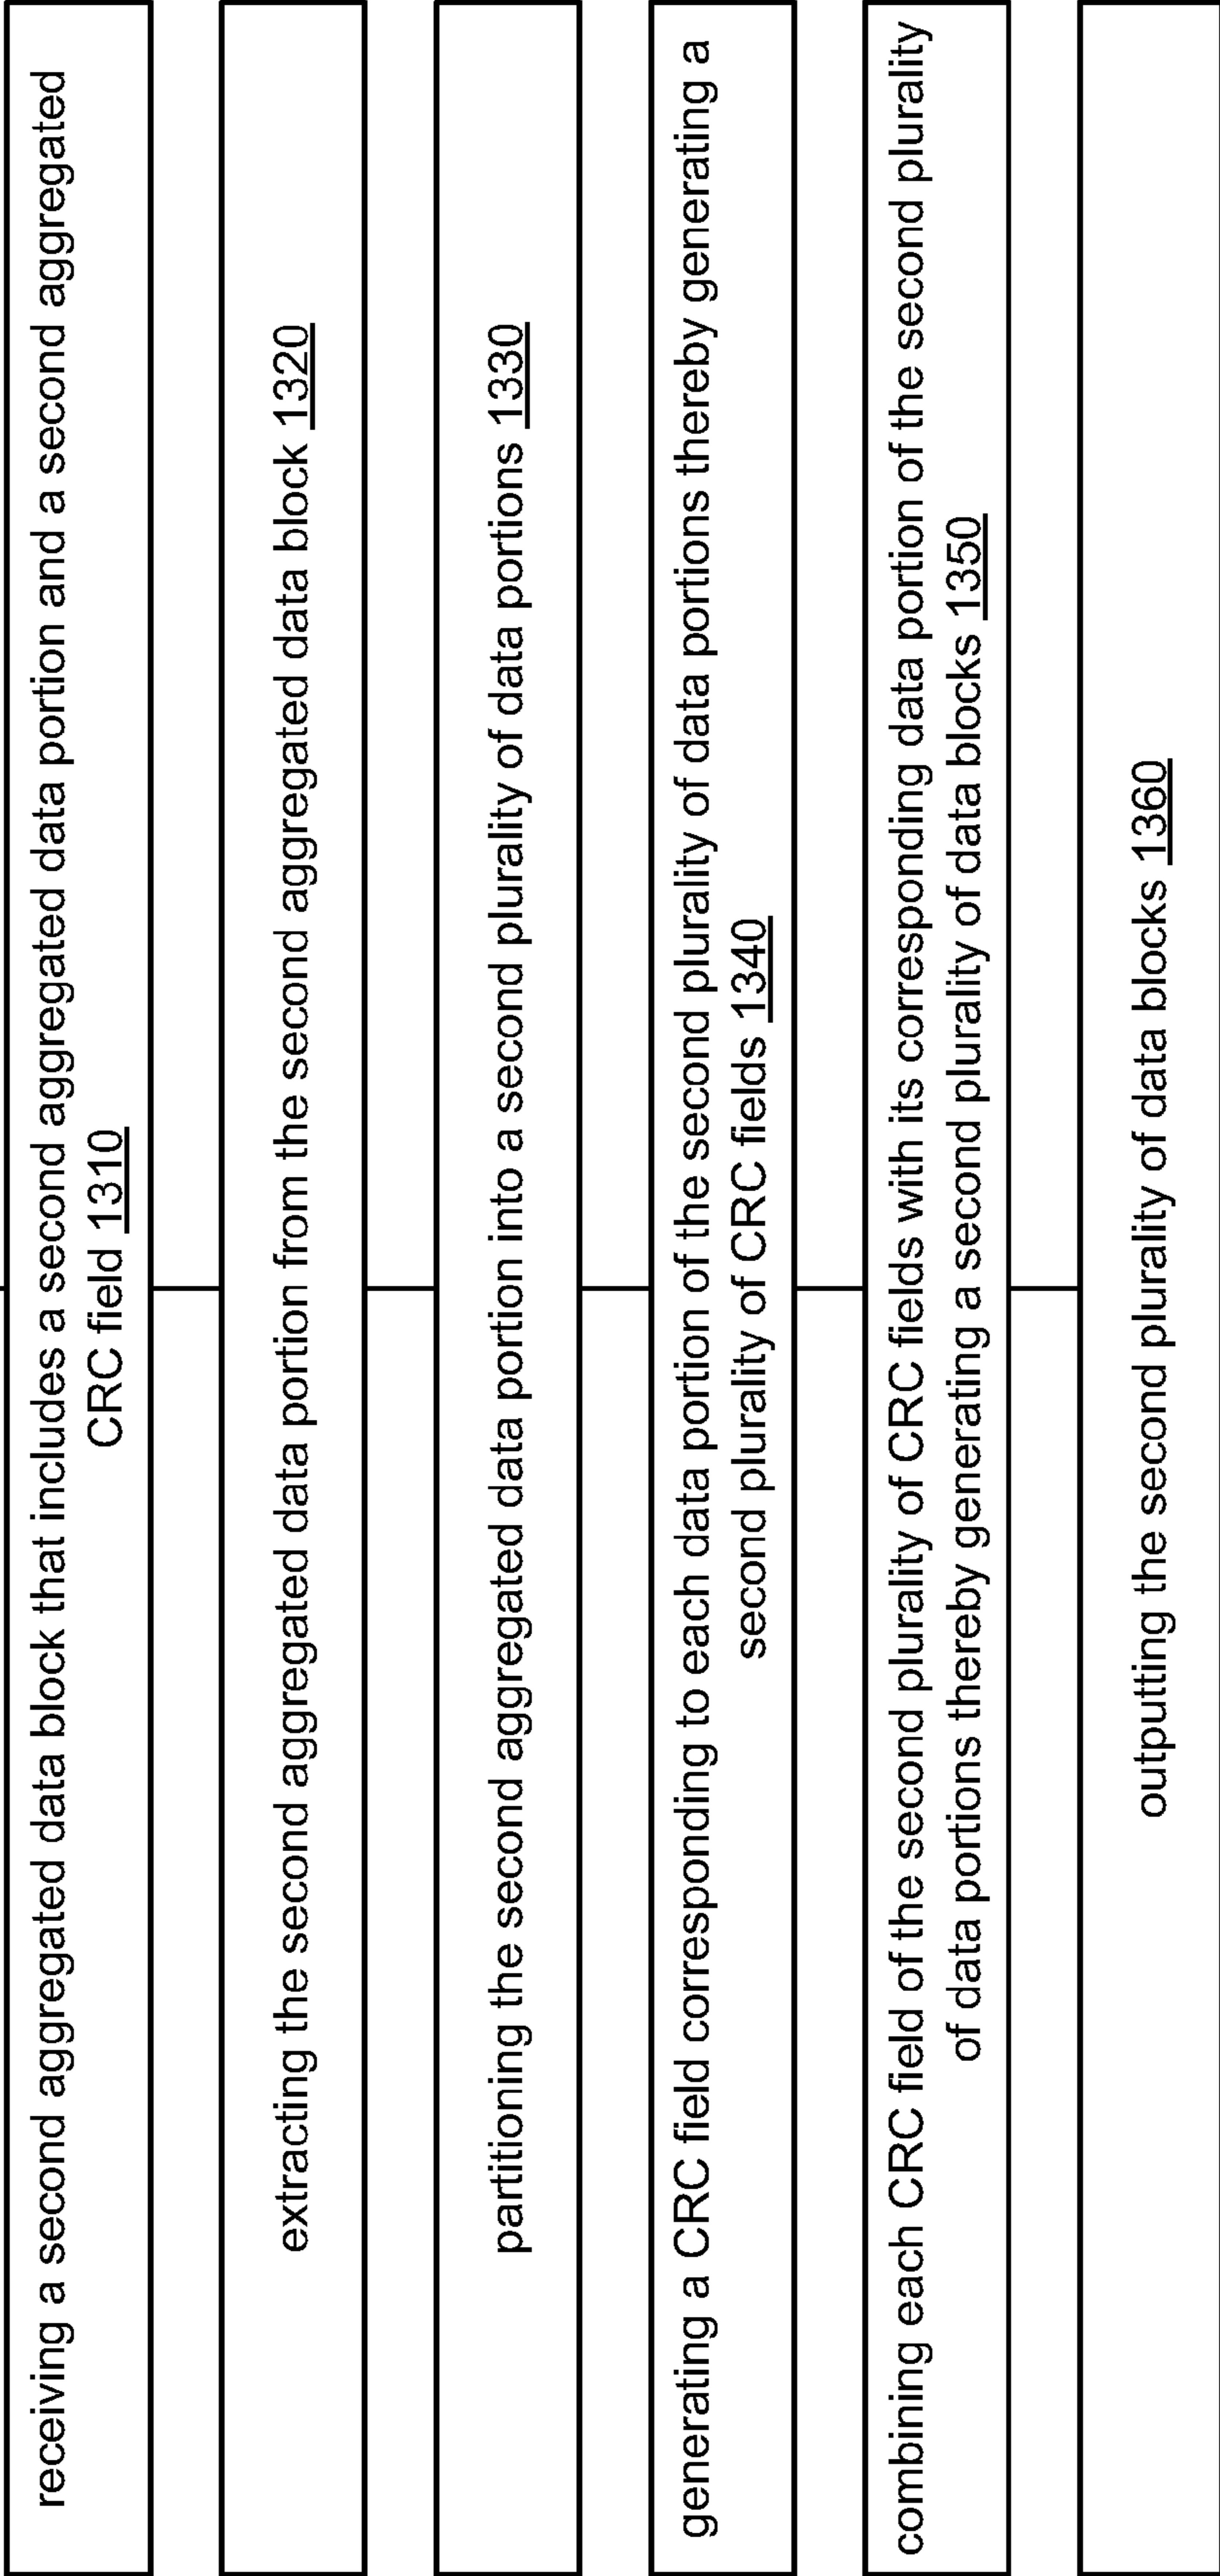 receiving a second aggregated data block that includes a second aggregated data portion and a second aggregated
CRC field 1310
extracting the second aggregated data portion from the second aggregated data block 1320
partitioning the second aggregated data portion into a second plurality of data portions 1330
generating a CRC field corresponding to each data portion of the second plurality of data portions thereby generating a
second plurality of CRC fields 1340
combining each CRC field of the second plurality of CRC fields with its corresponding data portion of the second plurality
of data portions thereby generating a second plurality of data blocks 1350
outputting the second plurality of data blocks 1360